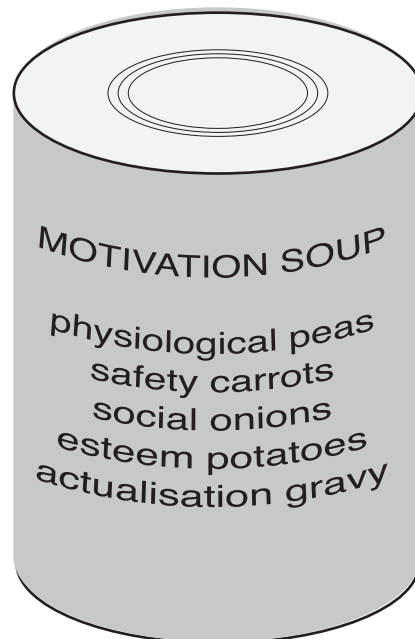 MOTIVATION SOUP
physiological peas
safety carrots
social onions
esteem potatoes
actualisation gravy